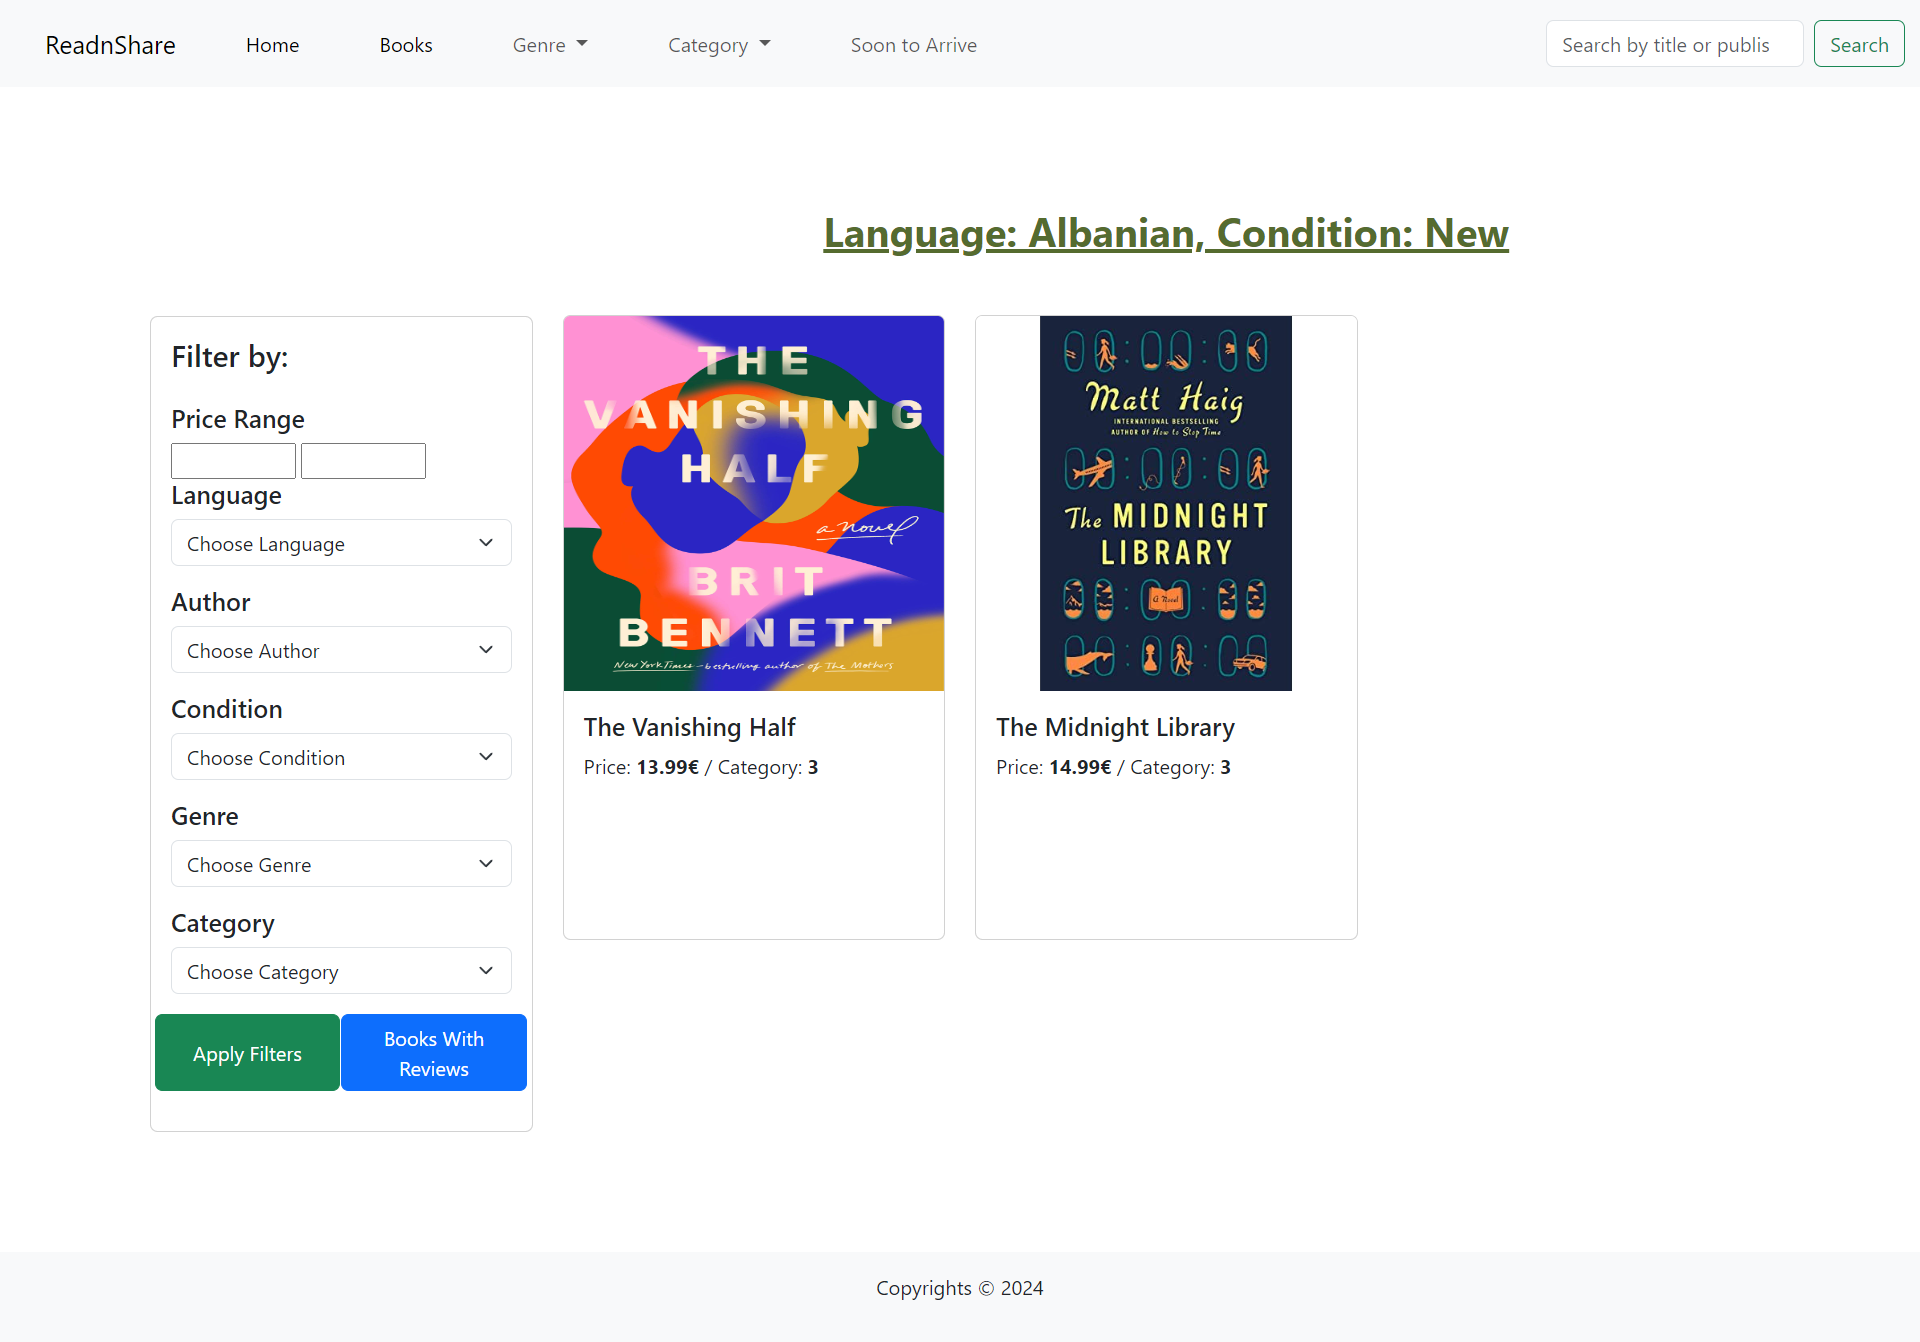 ReadnShare Home Books Genre Category Soon to Arrive Search by title or publis Search
Language: Albanian, Condition: New
Filter by:
Price Range
Language
Choose Language
Author
Choose Author
Condition
Choose Condition
Genre
Choose Genre
Category
Choose Category
Apply Filters
Books With
Reviews
THE
VANISHING
HALF
a novel
BRIT
BENNETT
New York Times-bestselling author of The Mothers
The Vanishing Half
Price: 13.99€ / Category: 3
Matt Haig
INTERNATIONAL BESTSELLING
AUTHOR OF How to Stop Time
The MIDNIGHT
LIBRARY
A Novel
The Midnight Library
Price: 14.99€ / Category: 3
Copyrights © 2024